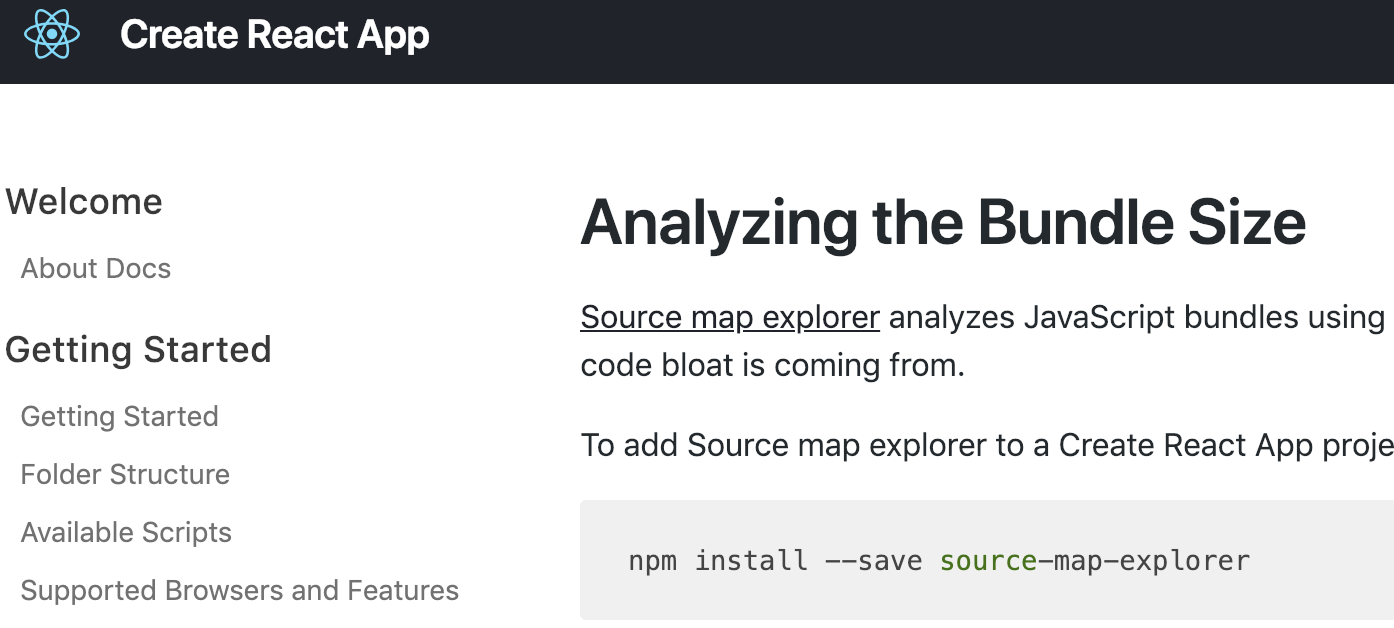 Create React App
Welcome
About Docs
Getting Started
Getting Started
Folder Structure
Available Scripts
Supported Browsers and Features
Analyzing the Bundle Size
Source map explorer analyzes JavaScript bundles using
code bloat is coming from.
To add Source map explorer to a Create React App proje
npm install --save source-map-explorer